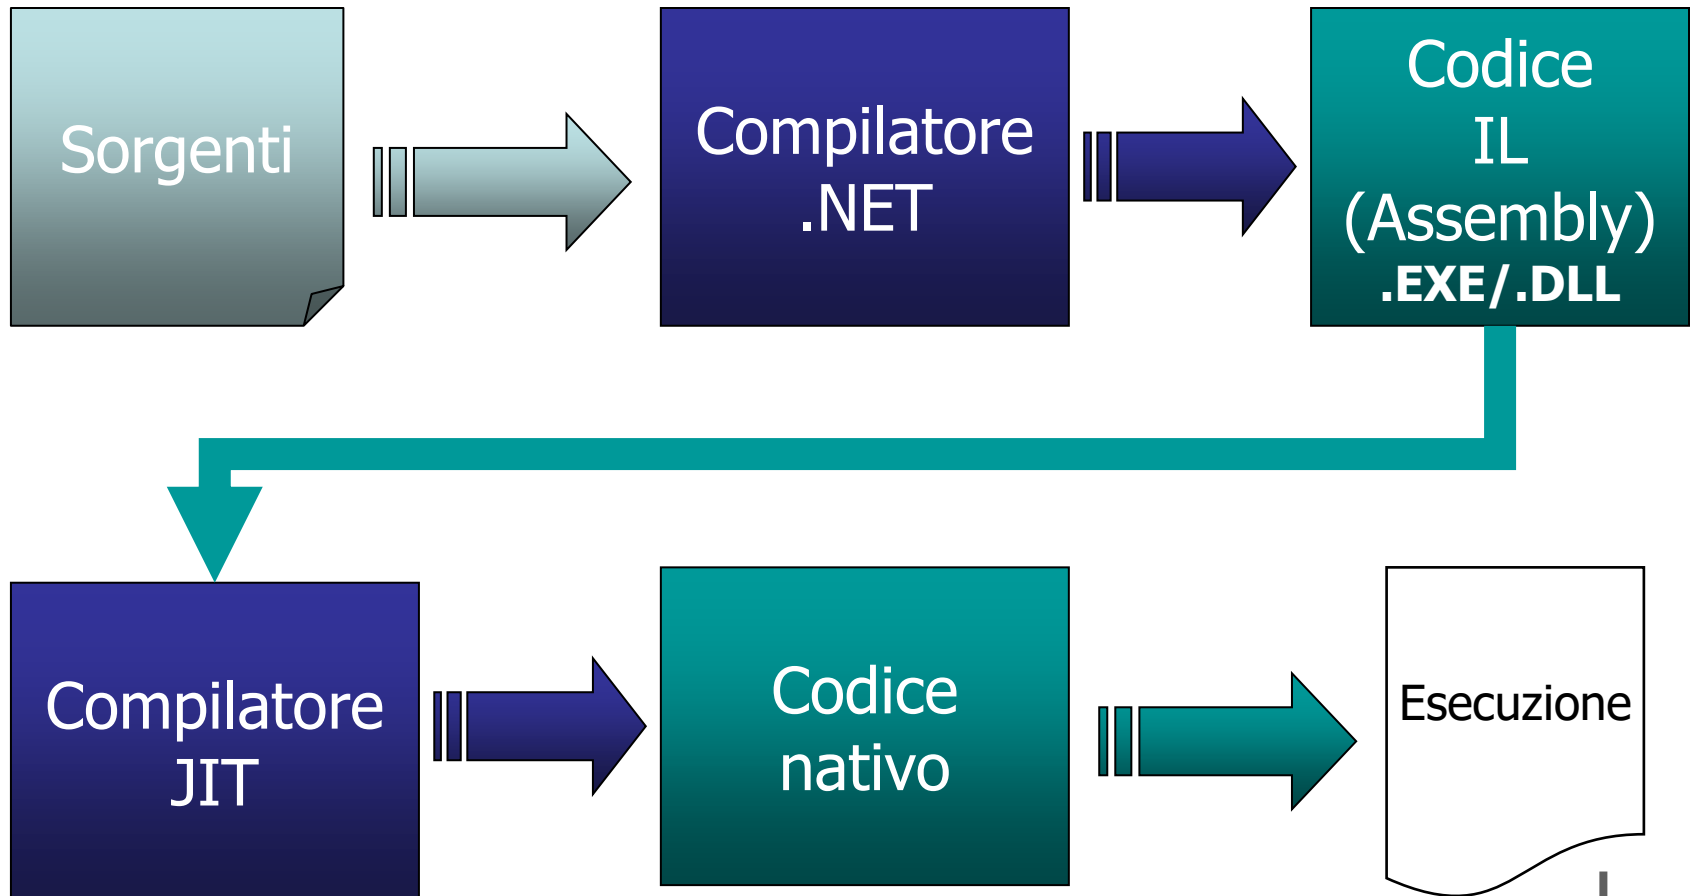 Sorgenti
Compilatore
.NET
Codice
IL
(Assembly)
.EXE/.DLL
Compilatore
JIT
Codice
nativo
Esecuzione